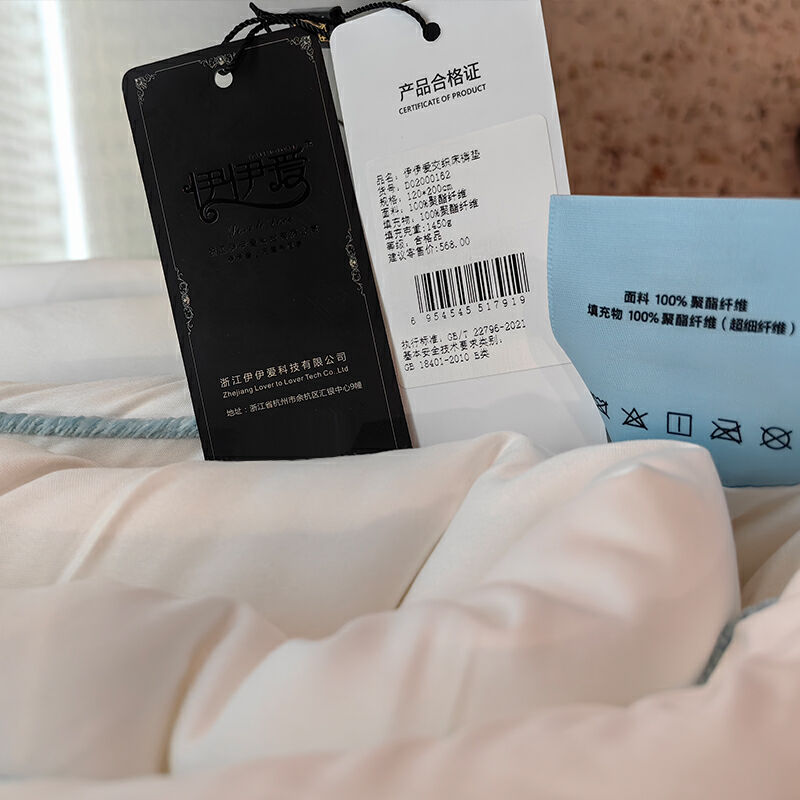 伊伊爱
浙江伊伊爱科技有限公司
Zhejiang Lover to Lover Tech Co.,Ltd
地址：浙江省杭州市余杭区汇银中心9幢
产品合格证
CERTIFICATE OF PRODUCT
品名：伊伊爱交织床褥垫
货号：D02000162
规格：120*200cm
面料：100%聚酯纤维
填充物：100%聚酯纤维
填充克重：1450g
等级：合格品
建议零售价：568.00
6 954545 517919
执行标准：GB/T 22796-2021
基本安全技术要求类别：
GB 18401-2010 B类
面料 100% 聚酯纤维
填充物 100% 聚酯纤维（超细纤维）